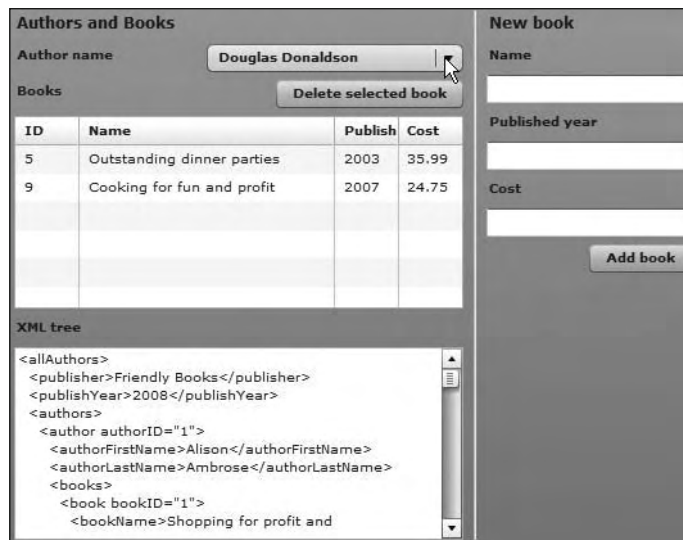 Authors and Books
Author name Douglas Donaldson
Books Delete selected book
ID Name Publish Cost
5 Outstanding dinner parties 2003 35.99
9 Cooking for fun and profit 2007 24.75
XML tree
<allAuthors>
<publisher>Friendly Books</publisher>
<publishYear>2008</publishYear>
<authors>
<author authorID="1">
<authorFirstName>Alison</authorFirstName>
<authorLastName>Ambrose</authorLastName>
<books>
<book bookID="1">
<bookName>Shopping for profit and
New book
Name
Published year
Cost
Add book